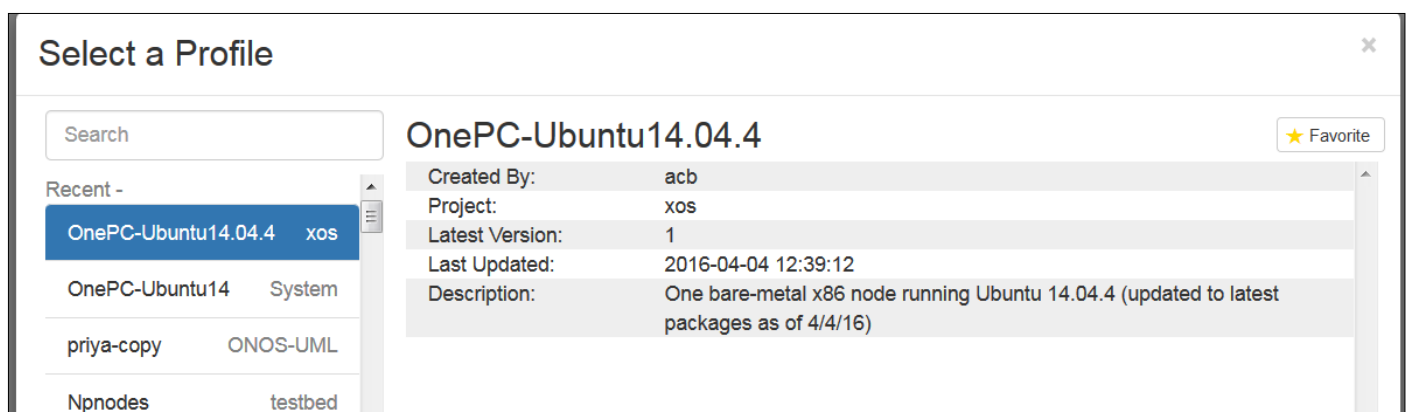 Select a Profile
×
Search
Recent -
OnePC-Ubuntu14.04.4 xos
OnePC-Ubuntu14 System
priya-copy ONOS-UML
Npnodes testbed
OnePC-Ubuntu14.04.4
Favorite
Created By: acb
Project: xos
Latest Version: 1
Last Updated: 2016-04-04 12:39:12
Description: One bare-metal x86 node running Ubuntu 14.04.4 (updated to latest
packages as of 4/4/16)